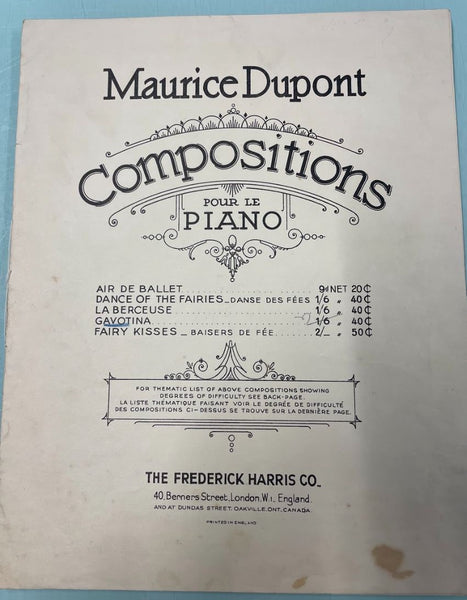 Maurice Dupont
Compositions
POUR LE
PIANO
AIR DE BALLET........................ 9d NET 20¢
DANCE OF THE FAIRIES_DANSE DES FÉES 1/6 „ 40¢
LA BERCEUSE........................ 1/6 „ 40¢
GAVOTINA........................ 1/6 „ 40¢
FAIRY KISSES _ BAISERS DE FÉE..... 2/_ „ 50¢
FOR THEMATIC LIST OF ABOVE COMPOSITIONS SHOWING
DEGREES OF DIFFICULTY SEE BACK-PAGE.
LA LISTE THÉMATIQUE FAISANT VOIR LE DEGRÉE DE DIFFICULTÉ
DES COMPOSITIONS CI-DESSUS SE TROUVE SUR LA DERNIÈRE PAGE.
THE FREDERICK HARRIS CO_
40, Berners Street, London, W.1, England.
AND AT DUNDAS STREET, OAKVILLE, ONT. CANADA.
PRINTED IN ENGLAND